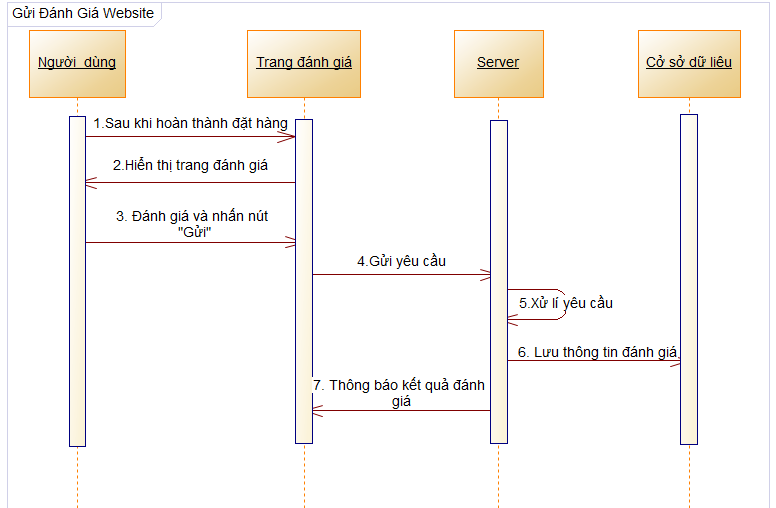 Gửi Đánh Giá Website
Người dùng
Trang đánh giá
Server
Cở sở dữ liêu
1.Sau khi hoàn thành đặt hàng
2.Hiển thị trang đánh giá
3. Đánh giá và nhấn nút
"Gửi"
4.Gửi yêu cầu
5.Xử lí yêu cầu
6. Lưu thông tin đánh giá.
7. Thông báo kết quả đánh
giá